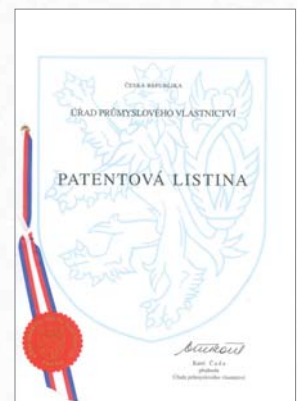 ČESKÁ REPUBLIKA
ÚŘAD PRŮMYSLOVÉHO VLASTNICTVÍ
PATENTOVÁ LISTINA
Karel Čada
předseda
Úřadu průmyslového vlastnictví